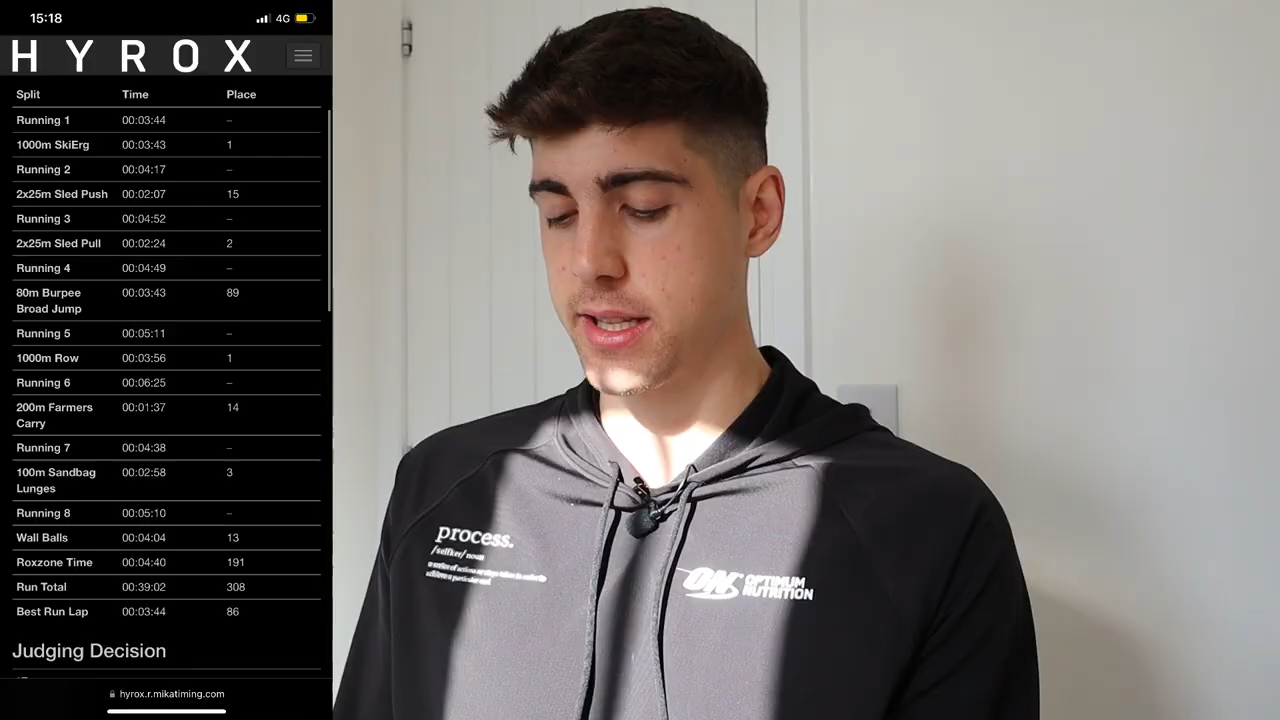 15:18
4G
HYROX
Split Time Place
Running 1 00:03:44 –
1000m SkiErg 00:03:43 1
Running 2 00:04:17 –
2x25m Sled Push 00:02:07 15
Running 3 00:04:52 –
2x25m Sled Pull 00:02:24 2
Running 4 00:04:49 –
80m Burpee 00:03:43 89
Broad Jump
Running 5 00:05:11 –
1000m Row 00:03:56 1
Running 6 00:06:25 –
200m Farmers 00:01:37 14
Carry
Running 7 00:04:38 –
100m Sandbag 00:02:58 3
Lunges
Running 8 00:05:10 –
Wall Balls 00:04:04 13
Roxzone Time 00:04:40 191
Run Total 00:39:02 308
Best Run Lap 00:03:44 86
Judging Decision
hyrox.r.mikatiming.com
process.
/selfker/ noun
ON OPTIMUM
NUTRITION